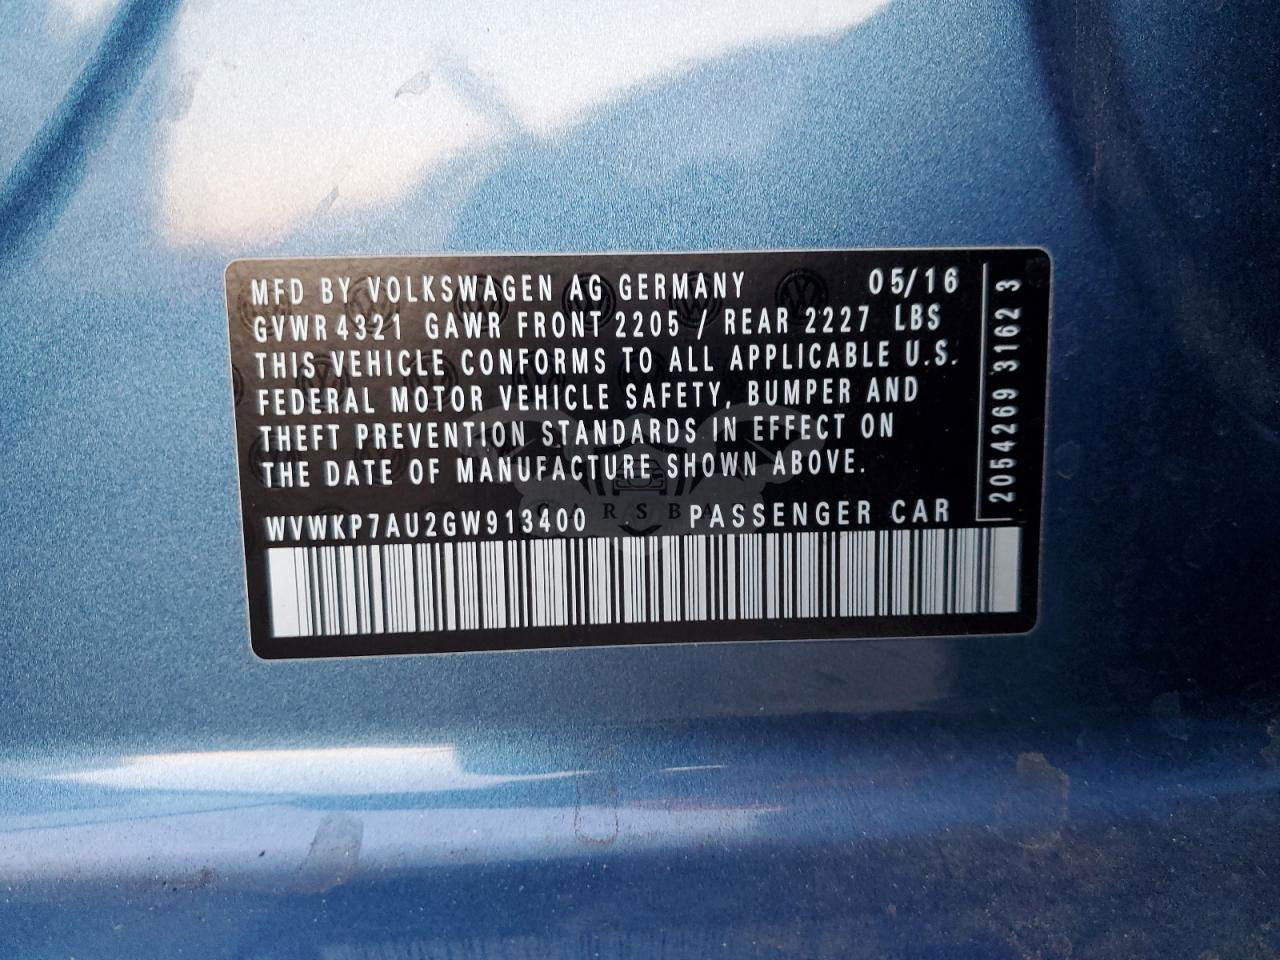 MFD BY VOLKSWAGEN AG GERMANY 05/16
GVWR 4321 GAWR FRONT 2205 / REAR 2227 LBS
THIS VEHICLE CONFORMS TO ALL APPLICABLE U.S.
FEDERAL MOTOR VEHICLE SAFETY, BUMPER AND
THEFT PREVENTION STANDARDS IN EFFECT ON
THE DATE OF MANUFACTURE SHOWN ABOVE.
WVWKP7AU2GW913400 PASSENGER CAR
2054269 3162 3